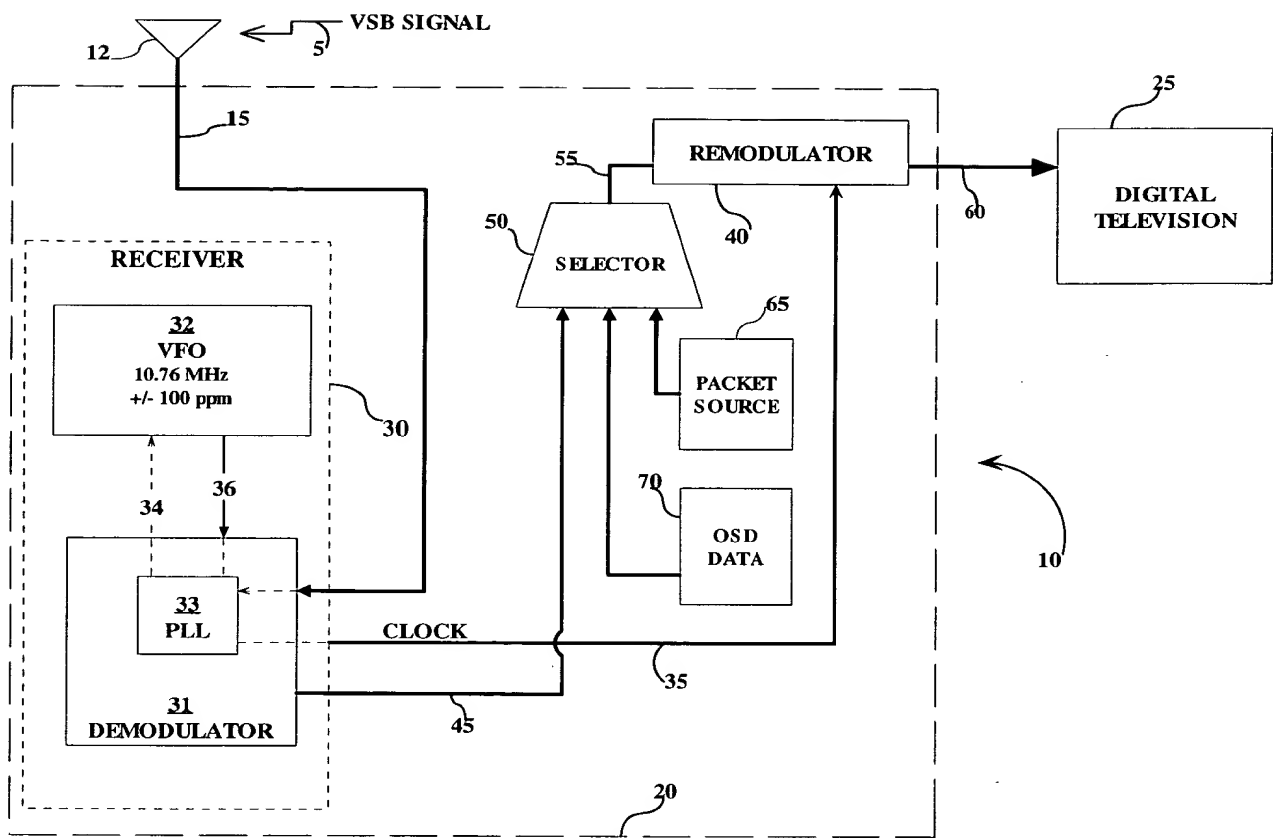 VSB SIGNAL
5
12
15
25
REMODULATOR
DIGITAL
TELEVISION
55
60
40
50
SELECTOR
RECEIVER
32
VFO
10.76 MHz
+/- 100 ppm
30
65
PACKET
SOURCE
34
36
70
OSD
DATA
10
33
PLL
CLOCK
35
31
DEMODULATOR
45
20